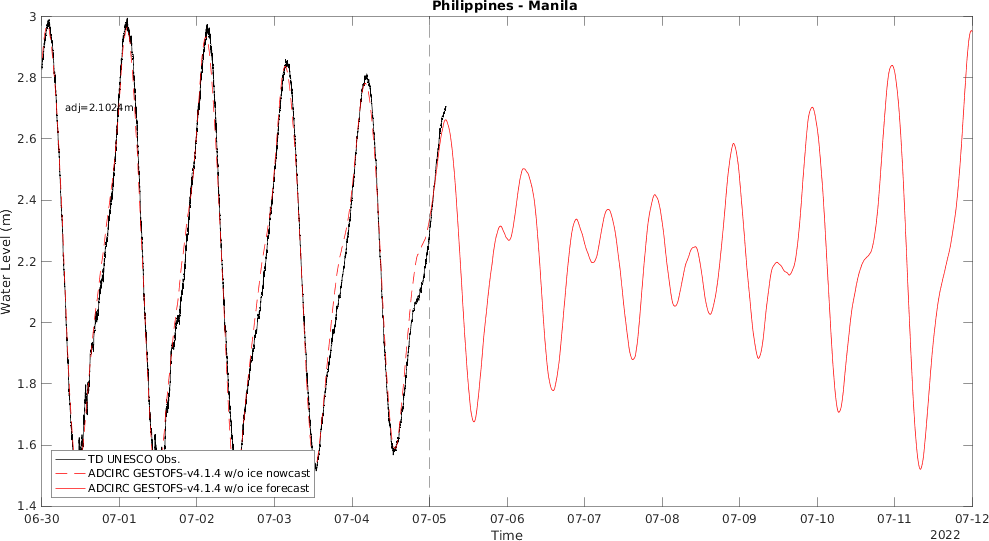 Philippines - Manila
3
2.8
2.6
2.4
2.2
2
1.8
1.6
1.4
Water Level (m)
adj=2.1024m
TD UNESCO Obs.
ADCIRC GESTOFS-v4.1.4 w/o ice nowcast
ADCIRC GESTOFS-v4.1.4 w/o ice forecast
06-30 07-01 07-02 07-03 07-04 07-05 07-06 07-07 07-08 07-09 07-10 07-11 07-12
Time
2022